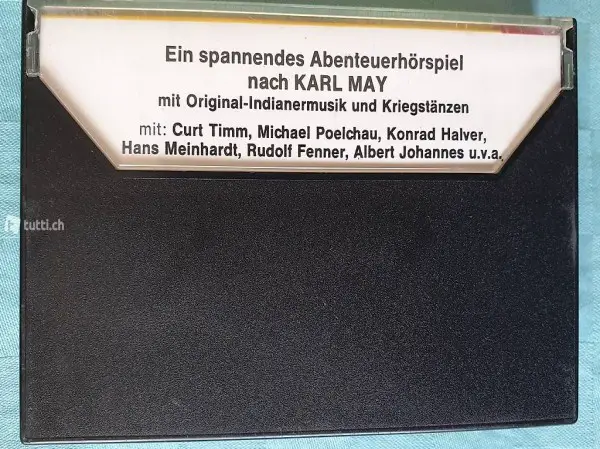 Ein spannendes Abenteuerhörspiel
nach KARL MAY
mit Original-Indianermusik und Kriegstänzen
mit: Curt Timm, Michael Poelchau, Konrad Halver,
Hans Meinhardt, Rudolf Fenner, Albert Johannes u.v.a.
tutti.ch